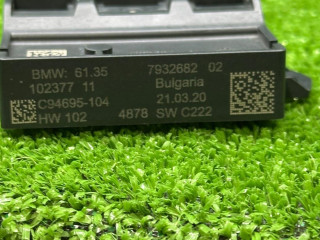 BMW: 61.35 7932682 02
102377 11 Bulgaria
C94695-104 21.03.20
HW 102 4878 SW C222